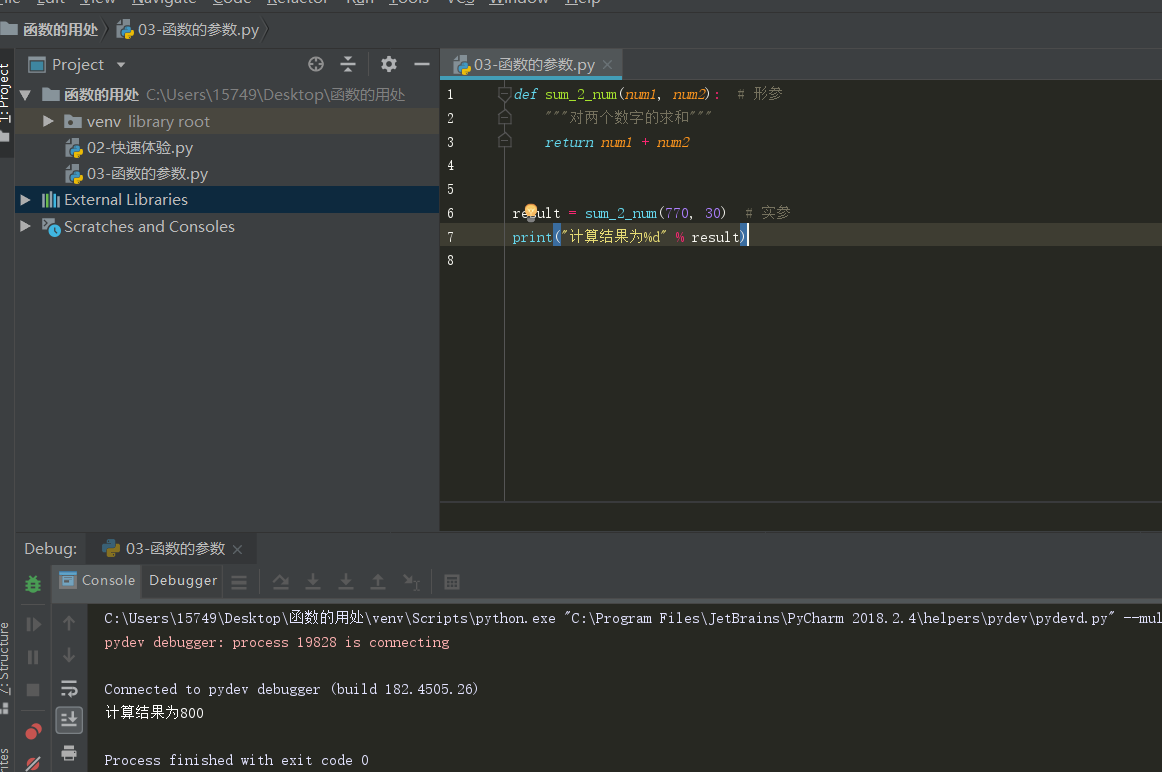 Edit View Navigate Code Refactor Run Tools VCS Window Help
函数的用处 03-函数的参数.py
1: Project
Project
函数的用处 C:\Users\15749\Desktop\函数的用处
venv library root
02-快速体验.py
03-函数的参数.py
External Libraries
Scratches and Consoles
03-函数的参数.py
1 def sum_2_num(num1, num2): # 形参
2 """对两个数字的求和"""
3 return num1 + num2
4
5
6 result = sum_2_num(770, 30) # 实参
7 print("计算结果为%d" % result)
8
Debug: 03-函数的参数
Console Debugger
7: Structure
C:\Users\15749\Desktop\函数的用处\venv\Scripts\python.exe "C:\Program Files\JetBrains\PyCharm 2018.2.4\helpers\pydev\pydevd.py" --mul
pydev debugger: process 19828 is connecting
Connected to pydev debugger (build 182.4505.26)
计算结果为800
Process finished with exit code 0